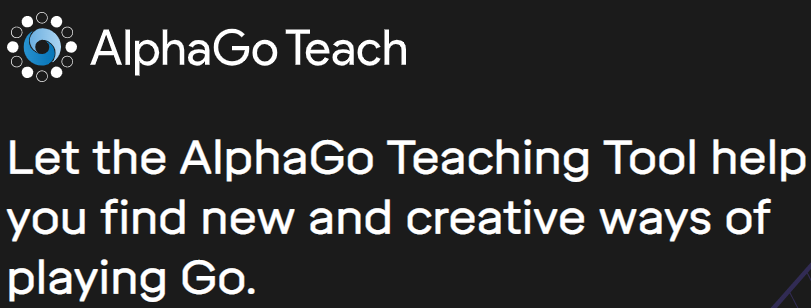 AlphaGo Teach
Let the AlphaGo Teaching Tool help
you find new and creative ways of
playing Go.